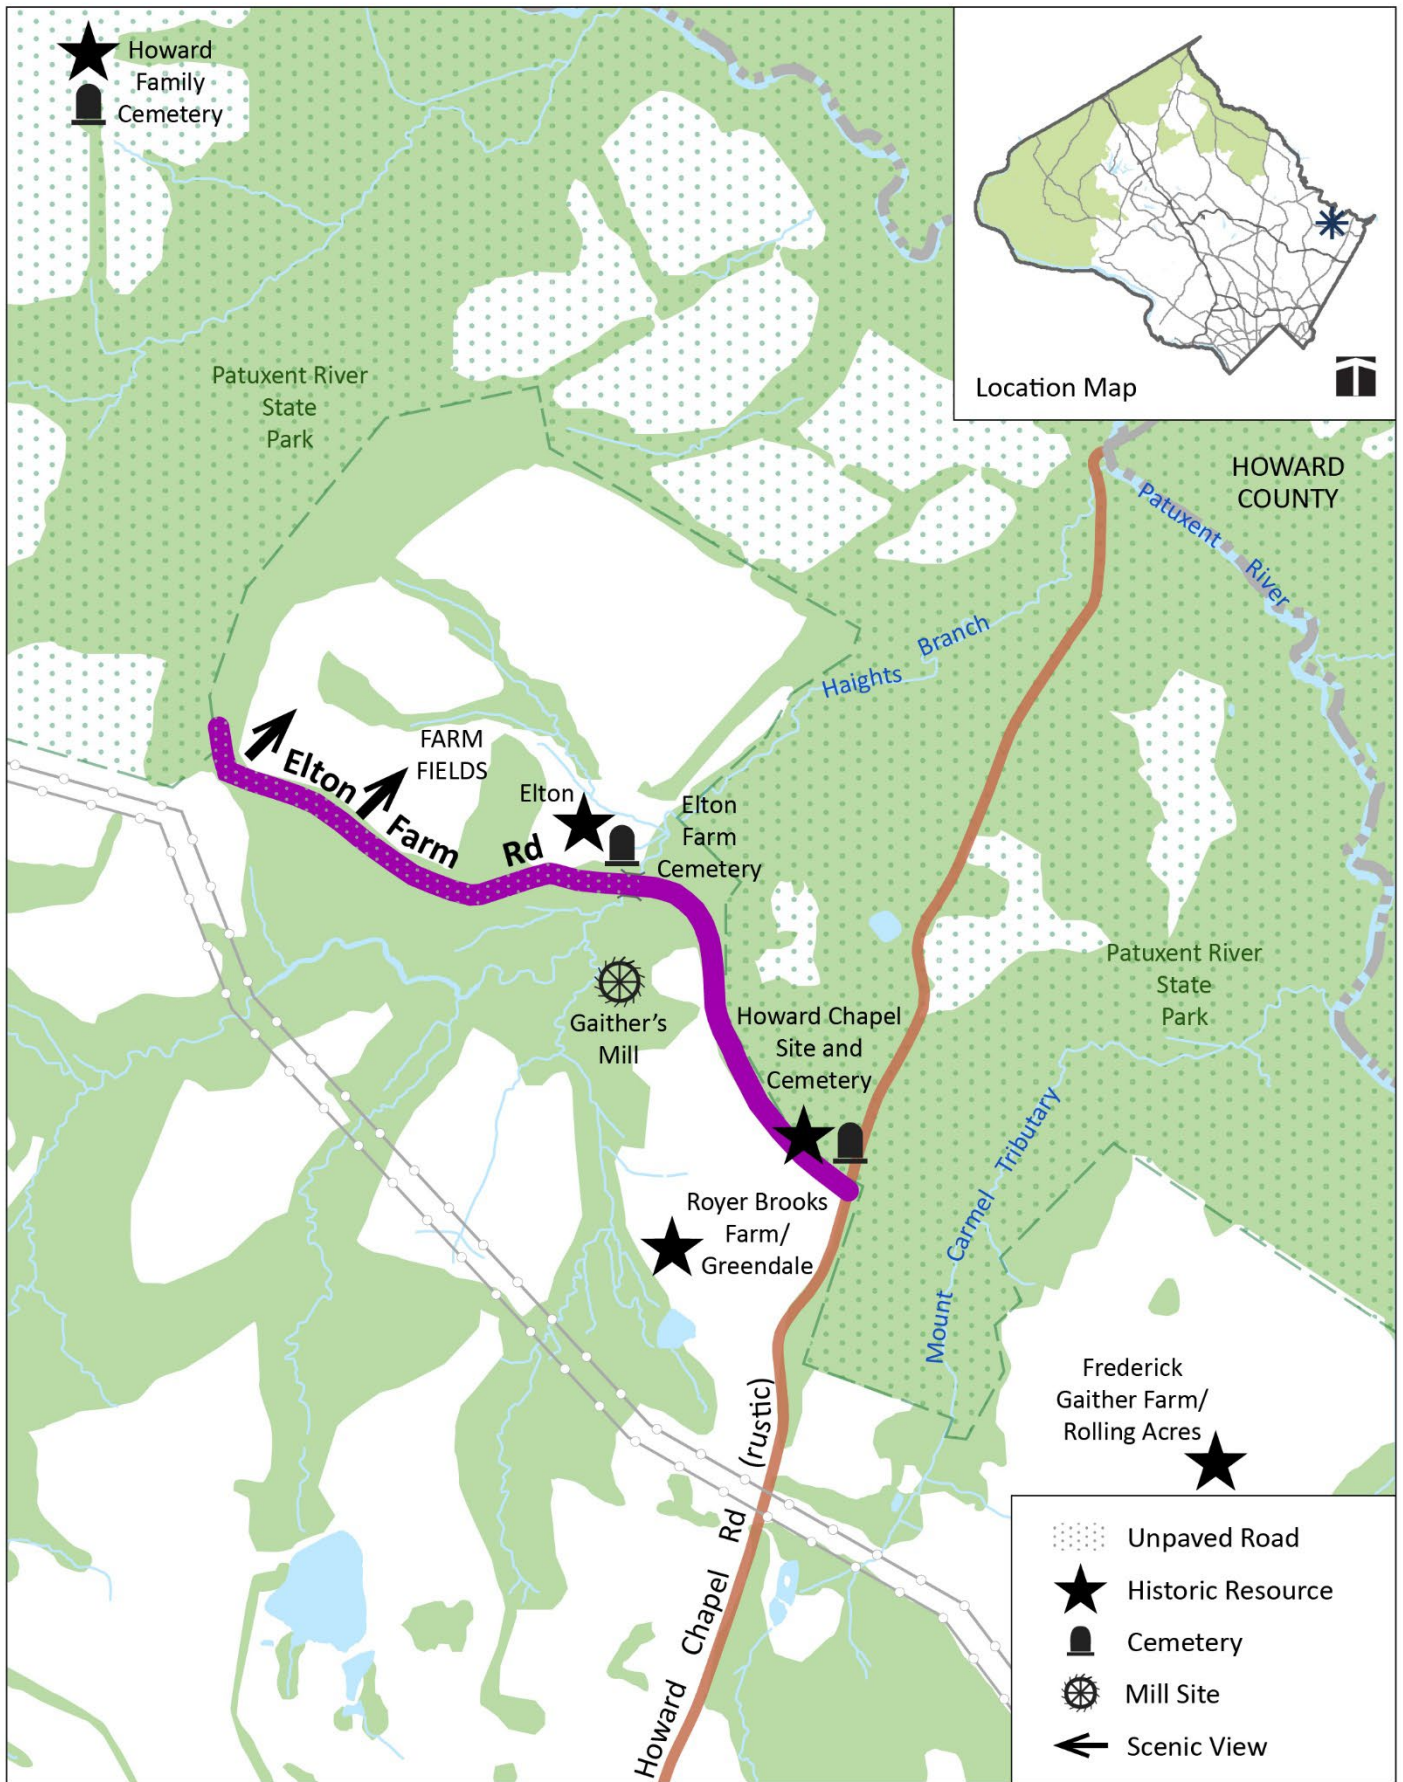 Howard
Family
Cemetery
Location Map
Patuxent River
State
Park
HOWARD
COUNTY
Patuxent River
Haights Branch
FARM
FIELDS
Elton Farm Rd
Elton
Elton
Farm
Cemetery
Patuxent River
State
Park
Gaither’s
Mill
Howard Chapel
Site and
Cemetery
Mount Carmel Tributary
Royer Brooks
Farm/
Greendale
Frederick
Gaither Farm/
Rolling Acres
Howard Chapel Rd (rustic)
Unpaved Road
Historic Resource
Cemetery
Mill Site
Scenic View